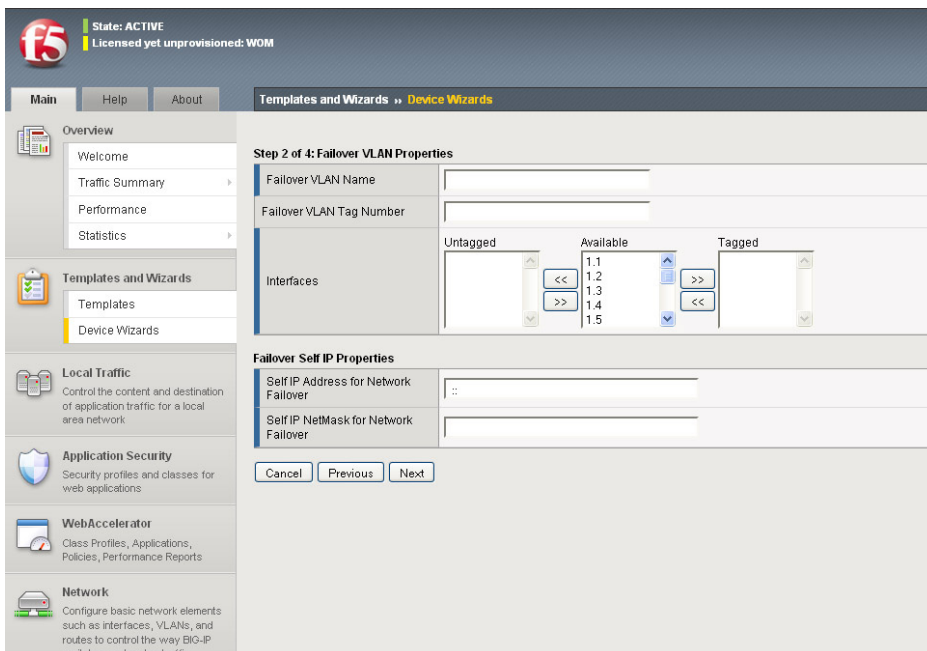 f5
State: ACTIVE
Licensed yet unprovisioned: WOM
Main
Help
About
Templates and Wizards ›› Device Wizards
Overview
Welcome
Traffic Summary
Performance
Statistics
Templates and Wizards
Templates
Device Wizards
Local Traffic
Control the content and destination
of application traffic for a local
area network
Application Security
Security profiles and classes for
web applications
WebAccelerator
Class Profiles, Applications,
Policies, Performance Reports
Network
Configure basic network elements
such as interfaces, VLANs, and
routes to control the way BIG-IP
Step 2 of 4: Failover VLAN Properties
Failover VLAN Name
Failover VLAN Tag Number
Interfaces
Untagged
Available
Tagged
<<
>>
1.1
1.2
1.3
1.4
1.5
>>
<<
Failover Self IP Properties
Self IP Address for Network
Failover
::
Self IP NetMask for Network
Failover
Cancel
Previous
Next